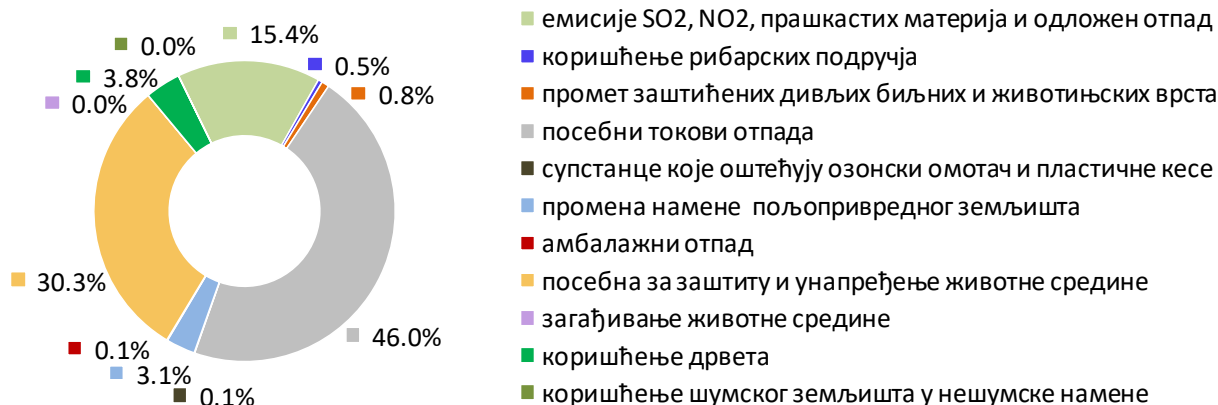 15.4%
0.0%
0.5%
3.8%
0.8%
0.0%
30.3%
46.0%
0.1%
3.1%
0.1%
емисије SO2, NO2, прашкастих материја и одложен отпад
коришћење рибарских подручја
промет заштићених дивљих биљних и животињских врста
посебни токови отпада
супстанце које оштећују озонски омотач и пластичне кесе
промена намене пољопривредног земљишта
амбалажни отпад
посебна за заштиту и унапређење животне средине
загађивање животне средине
коришћење дрвета
коришћење шумског земљишта у нешумске намене